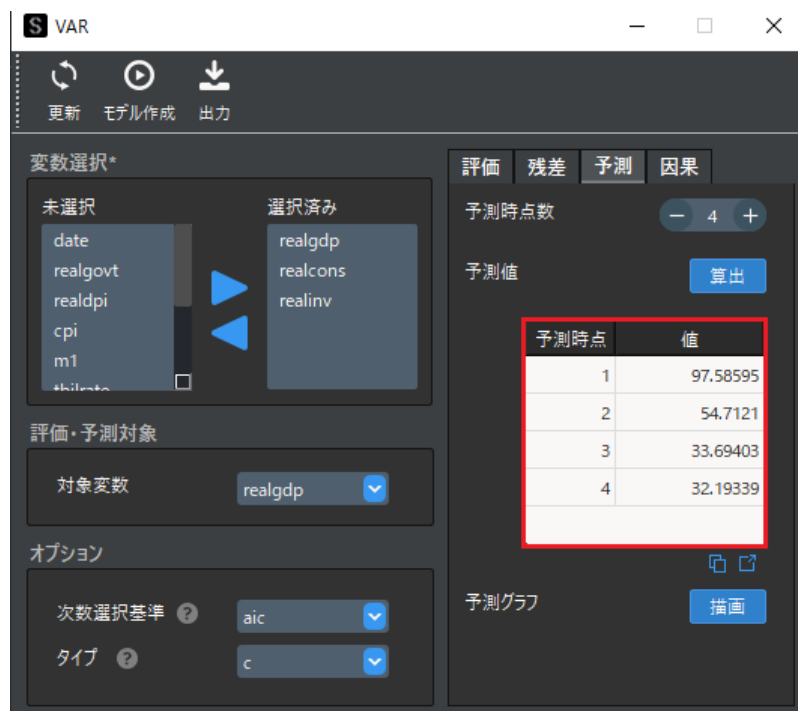 S VAR
更新 モデル作成 出力
変数選択*
未選択 選択済み
date
realgovt
realdpi
cpi
m1
tbilrate
realgdp
realcons
realinv
評価・予測対象
対象変数 realgdp
オプション
次数選択基準 ? aic
タイプ ? c
評価 残差 予測 因果
予測時点数 - 4 +
予測値 算出
予測時点 値
1 97.58595
2 54.7121
3 33.69403
4 32.19339
予測グラフ 描画